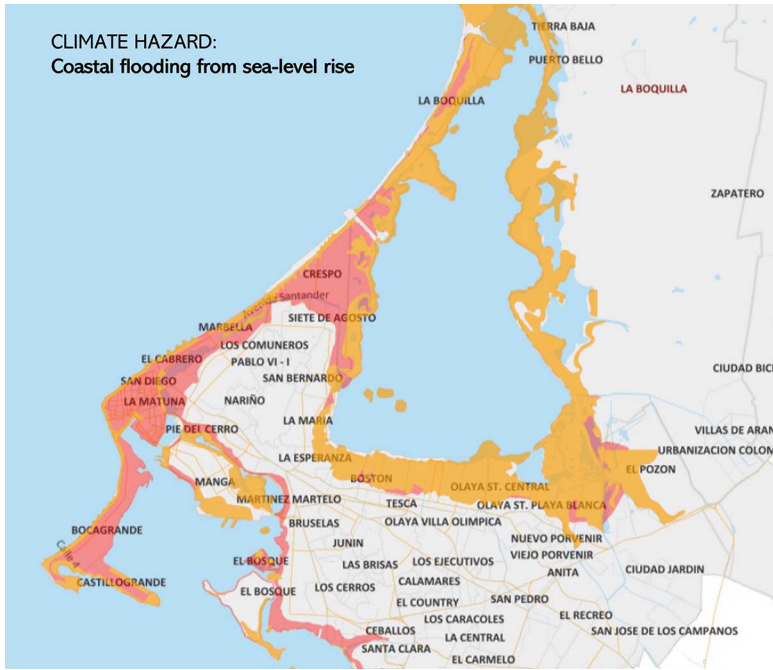 CLIMATE HAZARD:
Coastal flooding from sea-level rise
TIERRA BAJA
PUERTO BELLO
LA BOQUILLA
LA BOQUILLA
ZAPATERO
CRESPO
Avenida Santander
SIETE DE AGOSTO
MARBELLA
LOS COMUNEROS
EL CABRERO
PABLO VI - I
CIUDAD BIC
SAN DIEGO
SAN BERNARDO
LA MATUNA
NARIÑO
LA MARIA
PIE DEL CERRO
VILLAS DE ARAN
URBANIZACION COLOM
LA ESPERANZA
EL POZON
MANGA
BOSTON
OLAYA ST. CENTRAL
MARTINEZ MARTELO
TESCA
OLAYA ST. PLAYA BLANCA
BOCAGRANDE
BRUSELAS
OLAYA VILLA OLIMPICA
JUNIN
NUEVO PORVENIR
VIEJO PORVENIR
Calle 4
EL BOSQUE
LAS BRISAS
LOS EJECUTIVOS
ANITA
CIUDAD JARDIN
CASTILLOGRANDE
EL BOSQUE
LOS CERROS
CALAMARES
EL COUNTRY
SAN PEDRO
LOS CARACOLES
EL RECREO
CEBALLOS
LA CENTRAL
SAN JOSE DE LOS CAMPANOS
SANTA CLARA
EL CARMELO